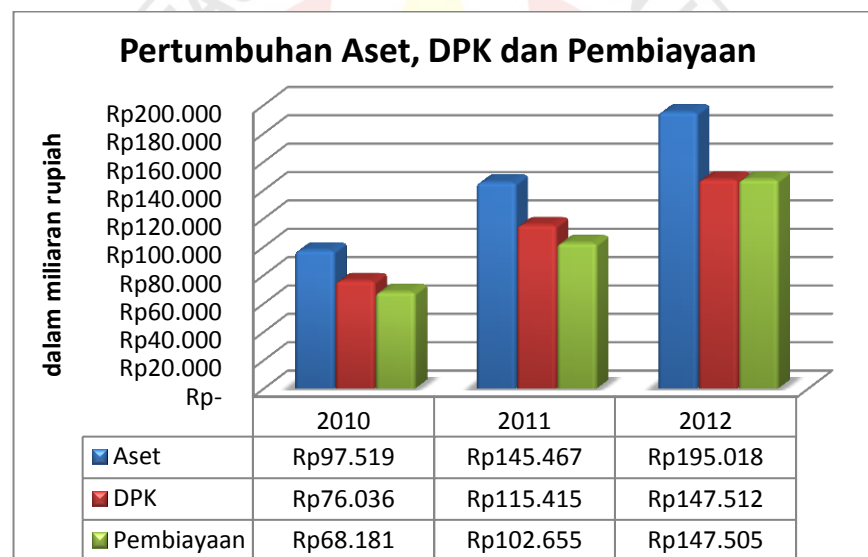 Pertumbuhan Aset, DPK dan Pembiayaan
dalam miliaran rupiah
Rp200.000
Rp180.000
Rp160.000
Rp140.000
Rp120.000
Rp100.000
Rp80.000
Rp60.000
Rp40.000
Rp20.000
Rp-
2010 2011 2012
Aset Rp97.519 Rp145.467 Rp195.018
DPK Rp76.036 Rp115.415 Rp147.512
Pembiayaan Rp68.181 Rp102.655 Rp147.505